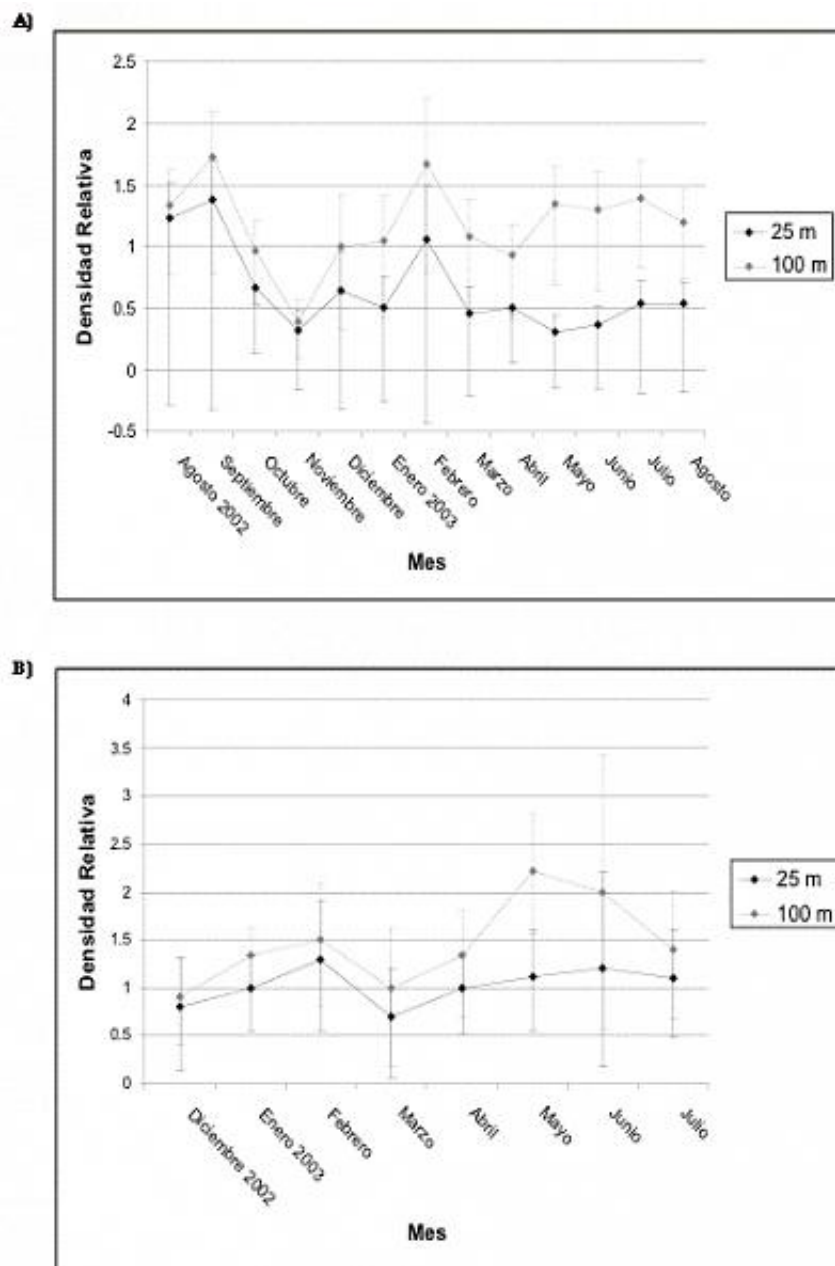 A)
2.5
2
1.5
1
0.5
0
-0.5
Densidad Relativa
Agosto 2002
Septiembre
Octubre
Noviembre
Diciembre
Enero 2003
Febrero
Marzo
Abril
Mayo
Junio
Julio
Agosto
Mes
25 m
100 m
B)
4
3.5
3
2.5
2
1.5
1
0.5
0
Densidad Relativa
Diciembre 2002
Enero 2003
Febrero
Marzo
Abril
Mayo
Junio
Julio
Mes
25 m
100 m